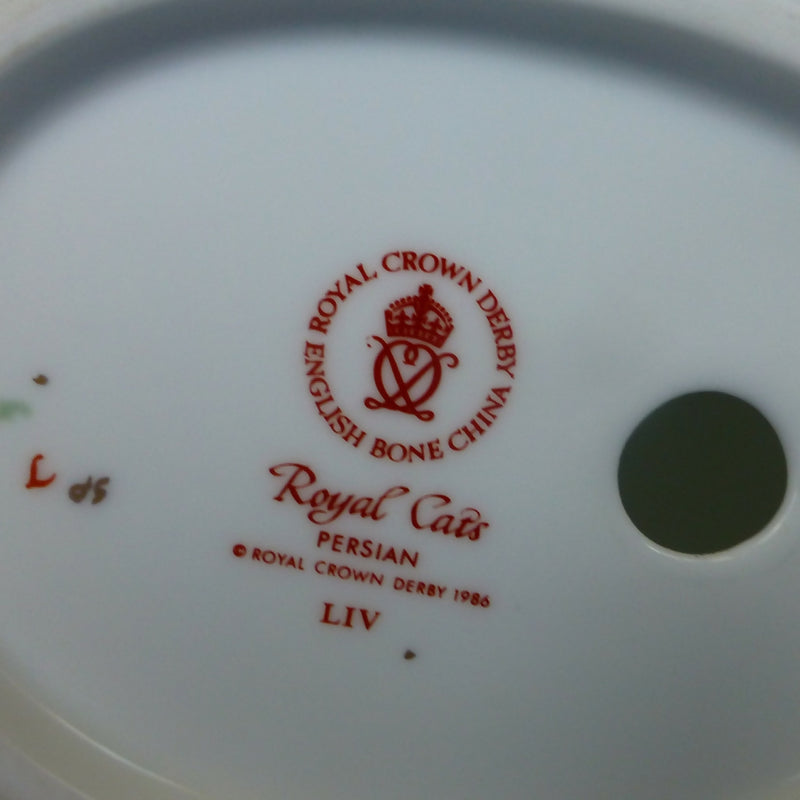 ROYAL CROWN DERBY
ENGLISH BONE CHINA
Royal Cats
PERSIAN
© ROYAL CROWN DERBY 1986
LIV